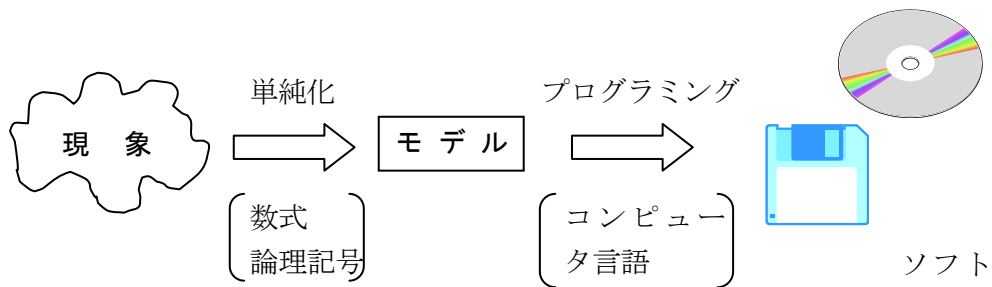 単純化
プログラミング
現 象
モ デ ル
数式
論理記号
コンピュー
タ言語
ソフト